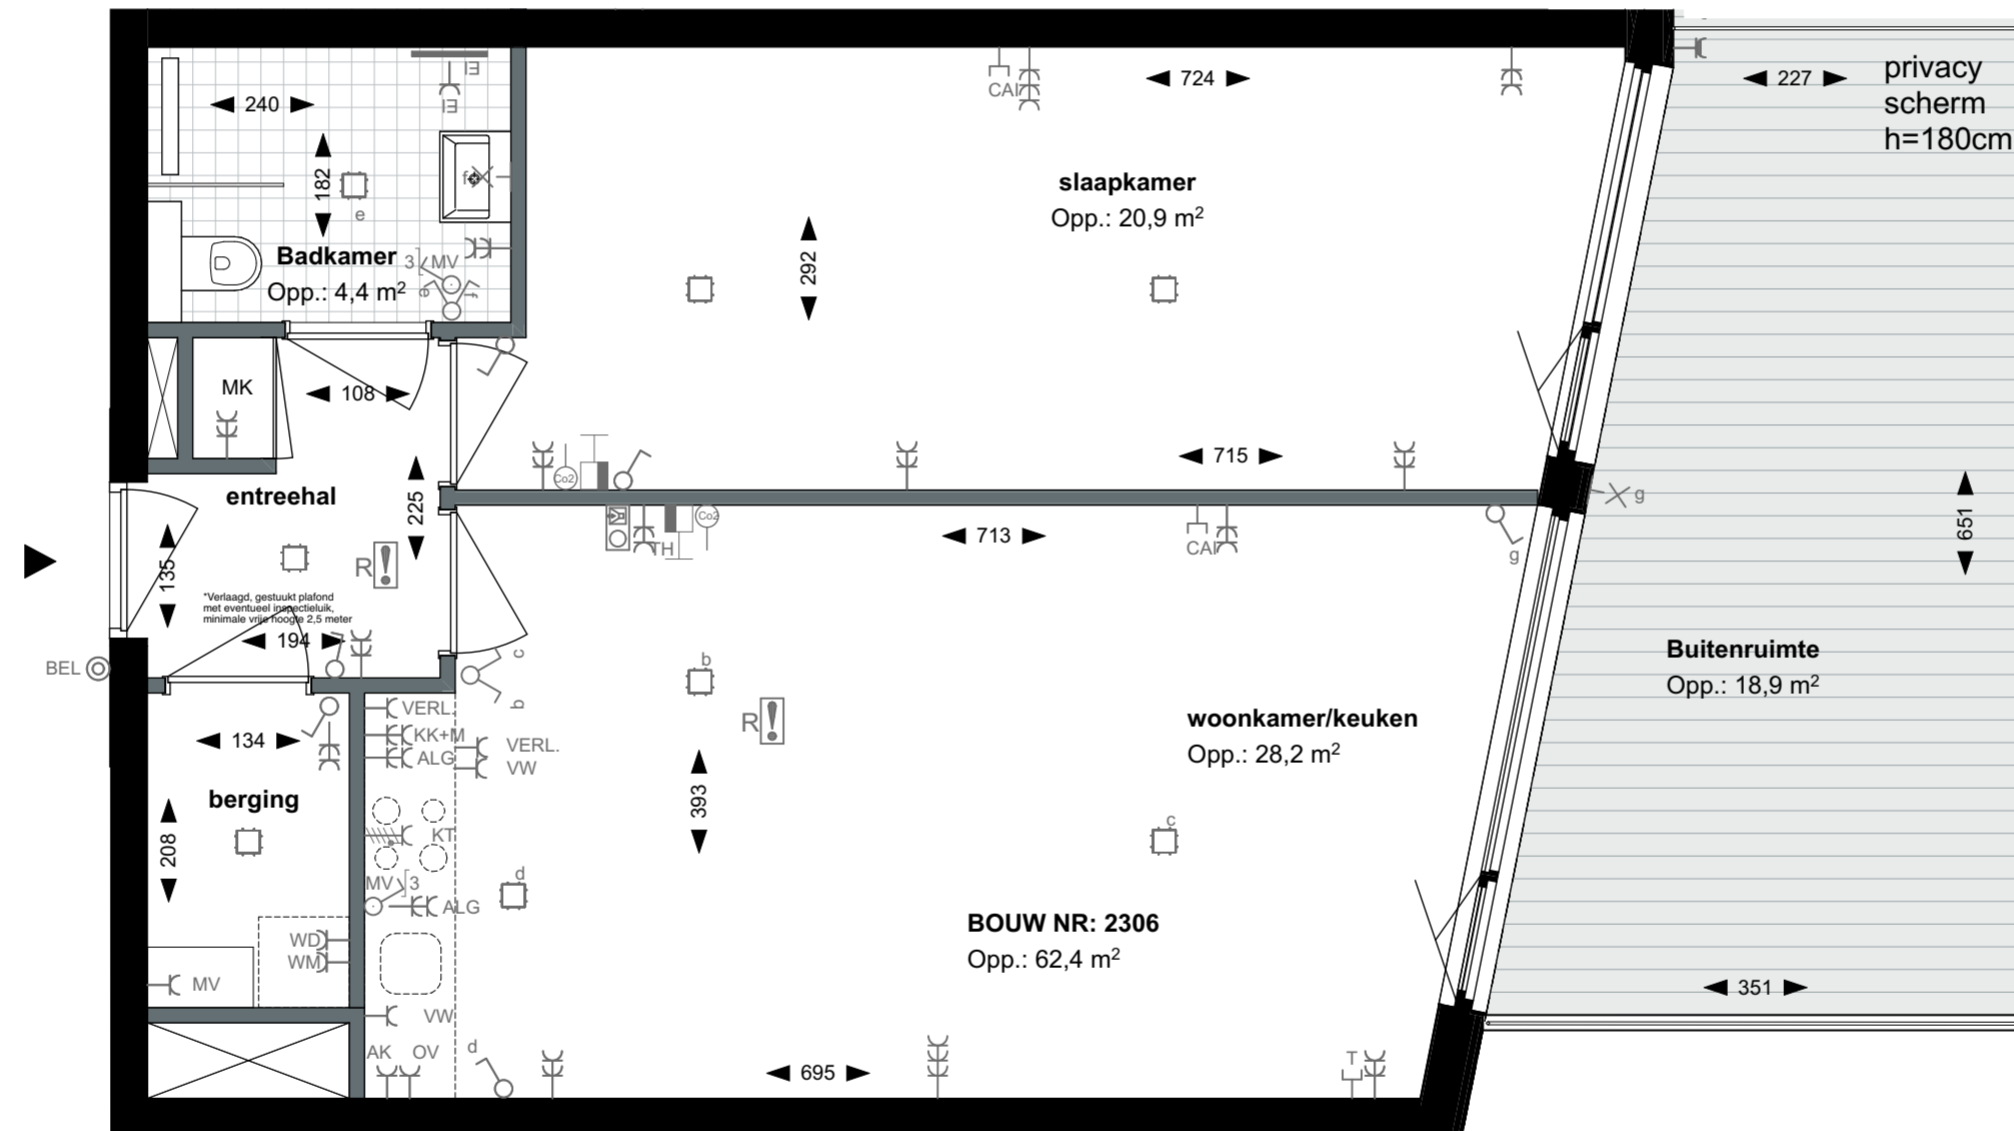 240
182
e
f
Badkamer
Opp.: 4,4 m²
3
MV
e
f
EI
EI
CAI
724
slaapkamer
Opp.: 20,9 m²
292
227
privacy
scherm
h=180cm
MK
108
entreehal
225
135
R
*Verlaagd, gestuukt plafond
met eventueel inspectieluik,
minimale vrije hoogte 2,5 meter
194
BEL
Co2
715
TH
Co2
713
CAI
g
g
651
Buitenruimte
Opp.: 18,9 m²
c
b
b
R
VERL.
KK+M
ALG
VERL.
VW
134
berging
208
393
woonkamer/keuken
Opp.: 28,2 m²
KT
c
MV
3
ALG
d
BOUW NR: 2306
Opp.: 62,4 m²
WD
WM
MV
VW
351
AK
OV
d
695
T